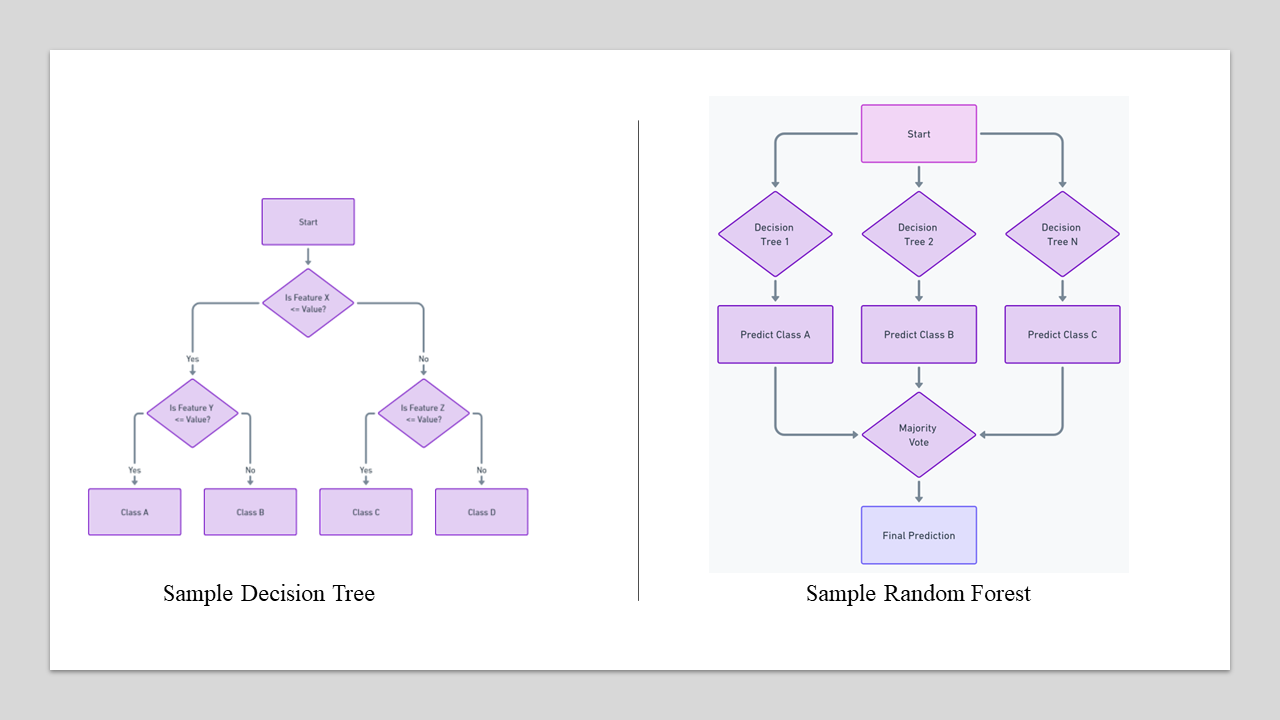 Start
Is Feature X
<= Value?
Yes
No
Is Feature Y
<= Value?
Is Feature Z
<= Value?
Yes
No
Yes
No
Class A
Class B
Class C
Class D
Sample Decision Tree
Start
Decision
Tree 1
Decision
Tree 2
Decision
Tree N
Predict Class A
Predict Class B
Predict Class C
Majority
Vote
Final Prediction
Sample Random Forest